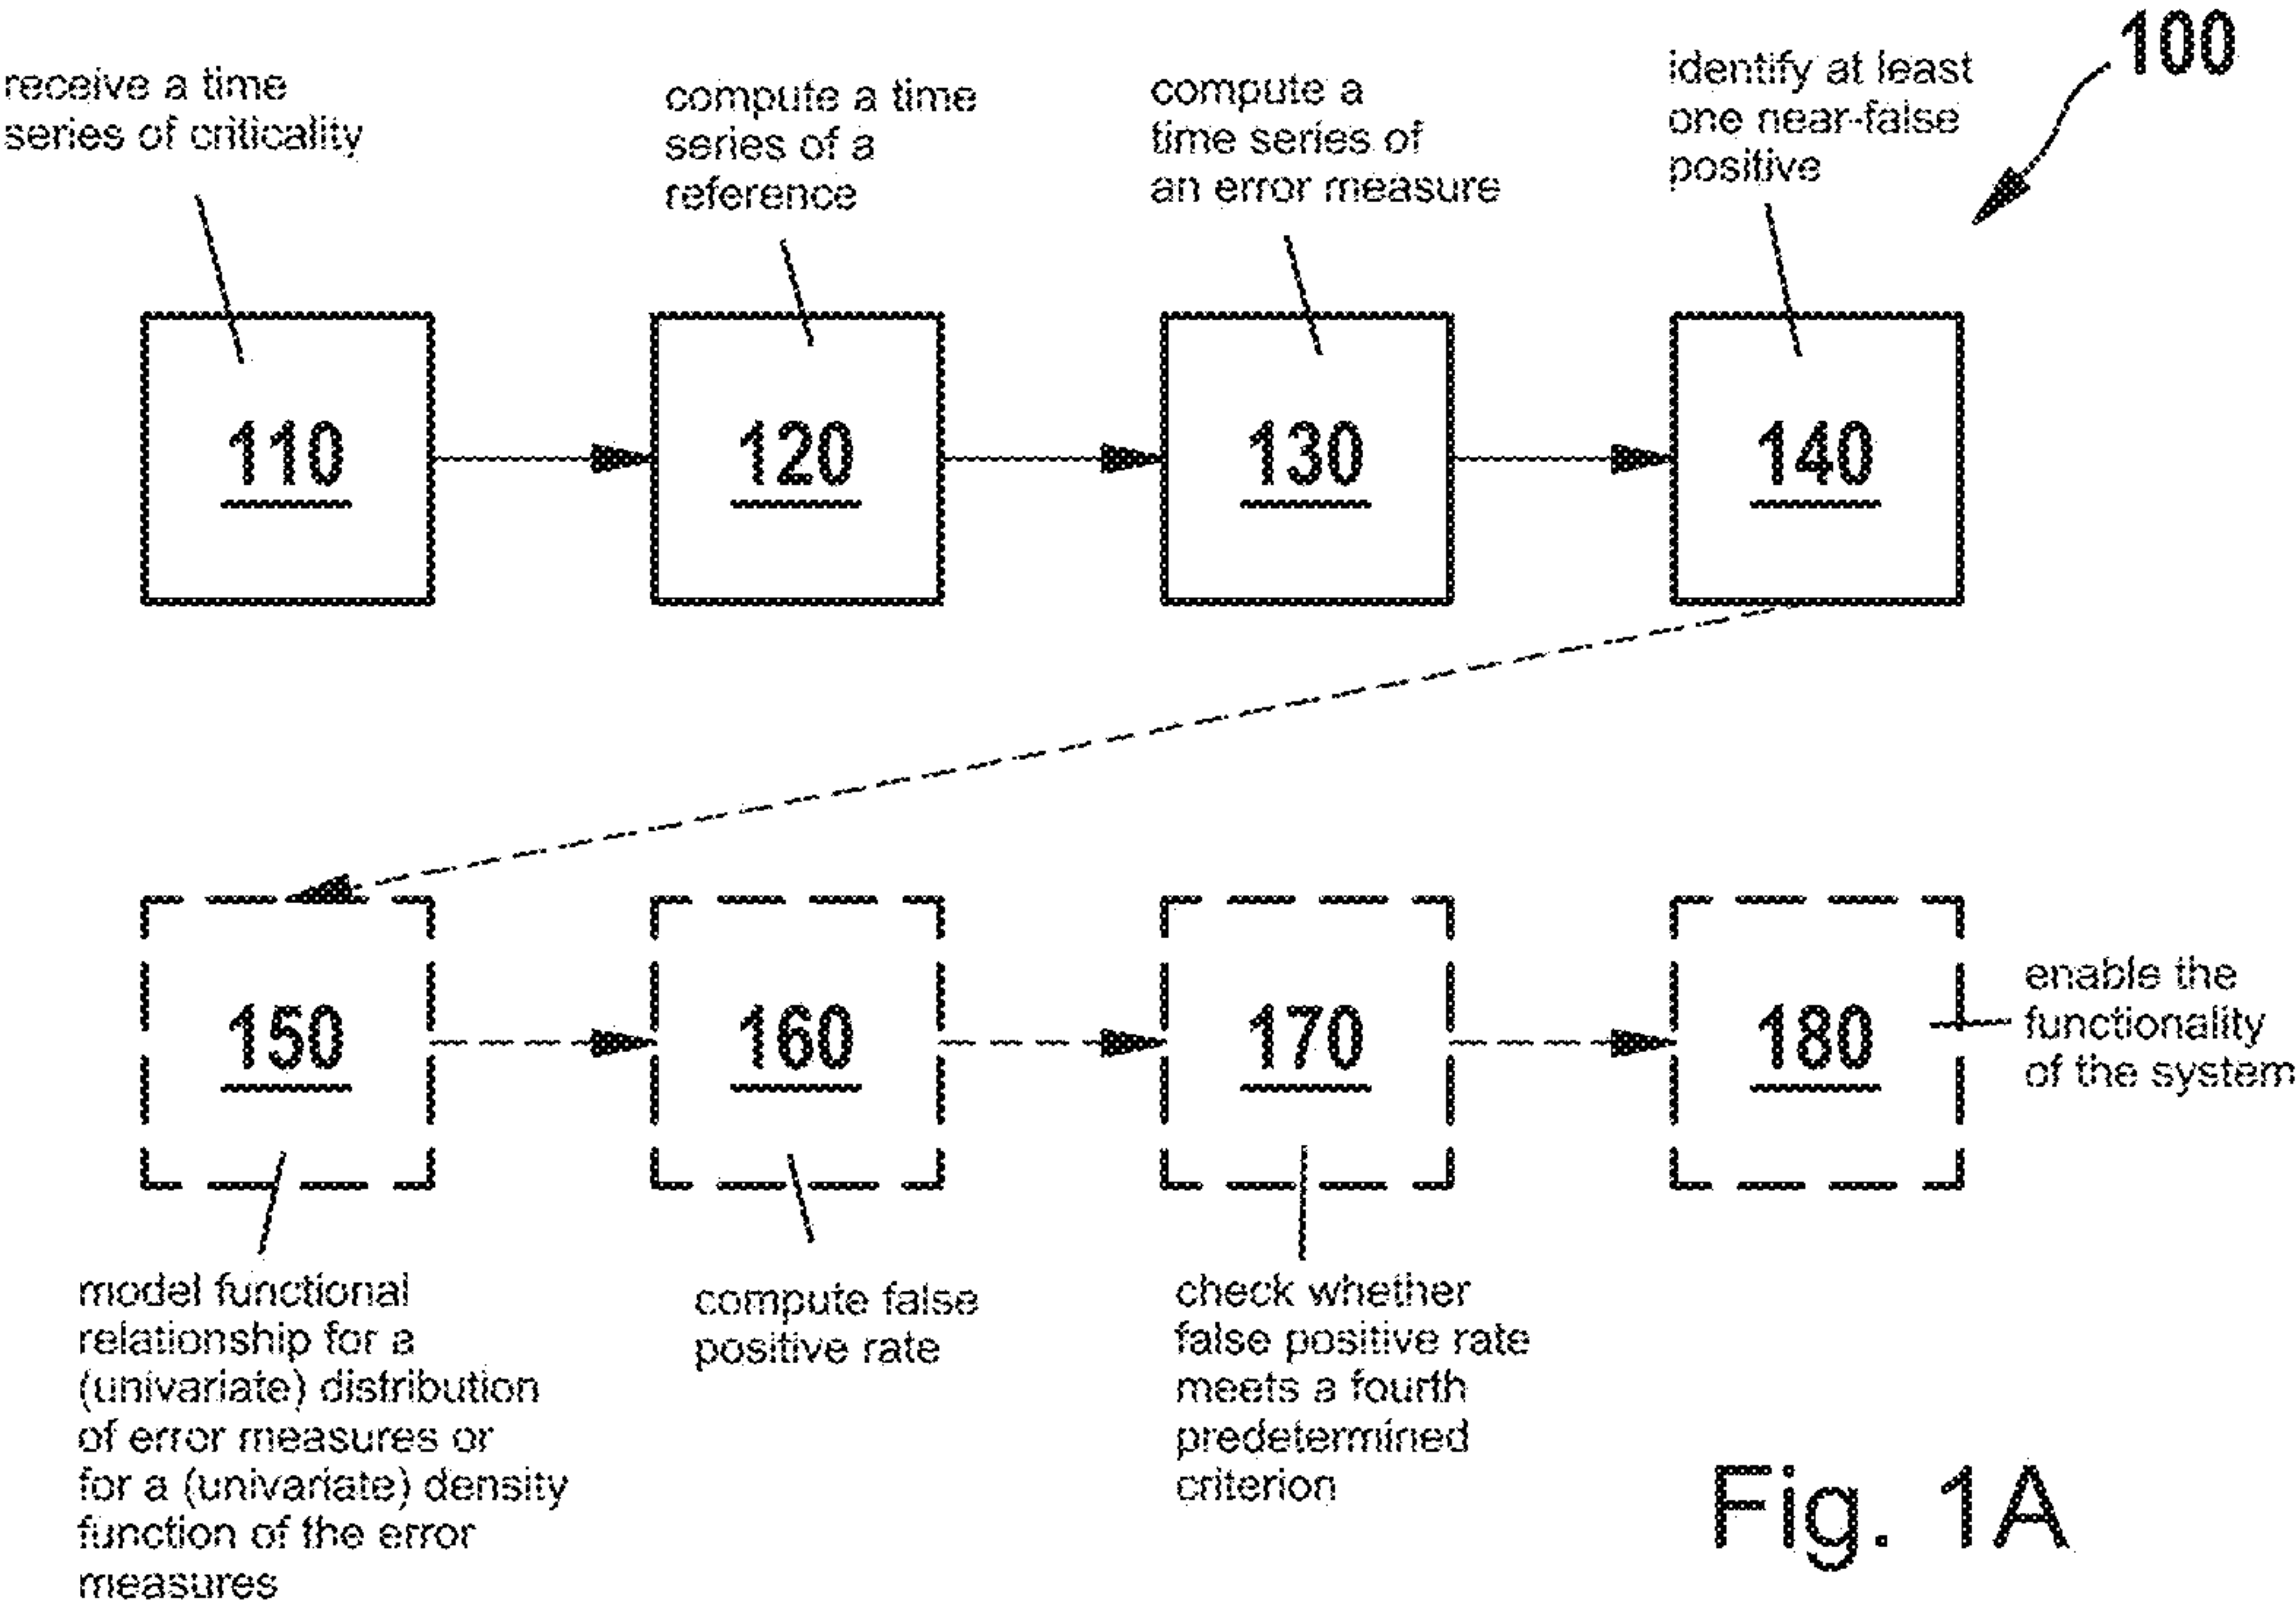 100
receive a time
series of criticality
compute a time
series of a
reference
compute a
time series of
an error measure
identify at least
one near-false
positive
110
120
130
140
150
160
170
180
enable the
functionality
of the system
model functional
relationship for a
(univariate) distribution
of error measures or
for a (univariate) density
function of the error
measures
compute false
positive rate
check whether
false positive rate
meets a fourth
predetermined
criterion
Fig. 1A